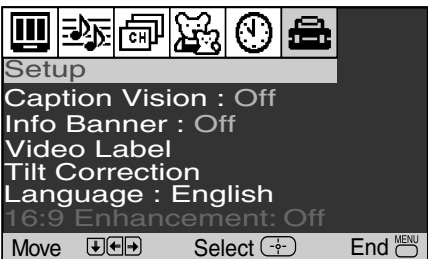 CH
Setup
Caption Vision : Off
Info Banner : Off
Video Label
Tilt Correction
Language : English
16:9 Enhancement: Off
Move Select End MENU